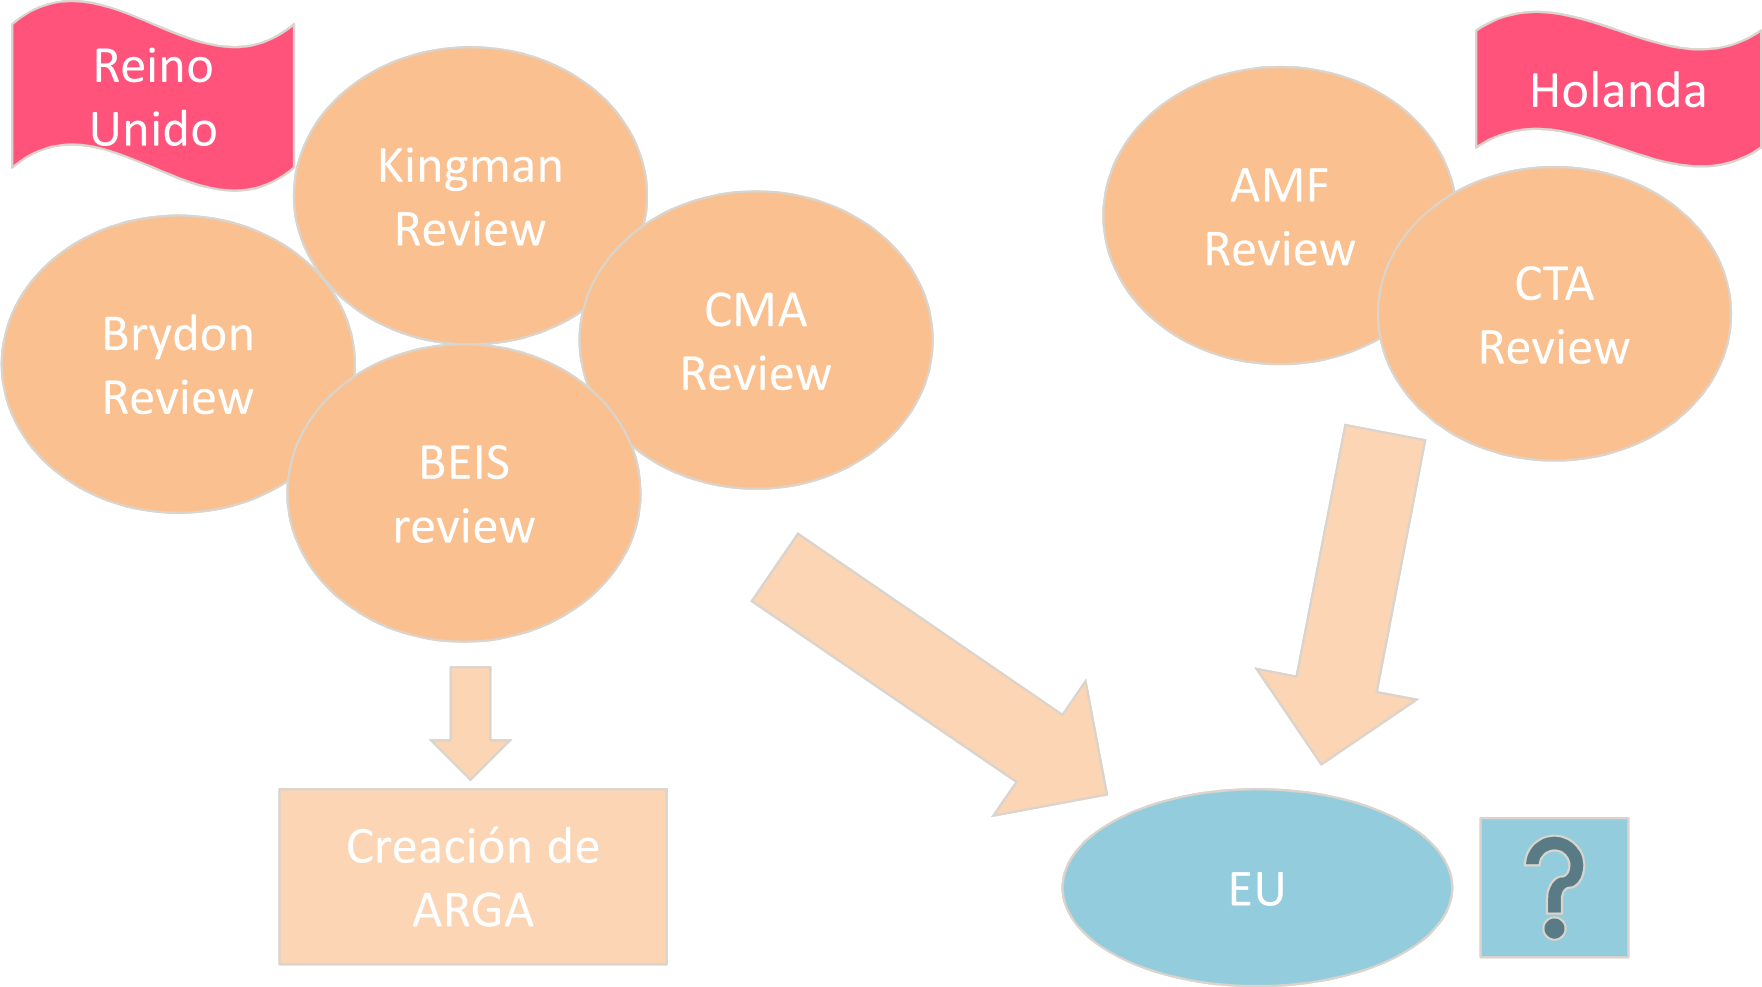 Reino
Unido
Kingman
Review
Brydon
Review
CMA
Review
BEIS
review
Holanda
AMF
Review
CTA
Review
Creación de
ARGA
EU
?